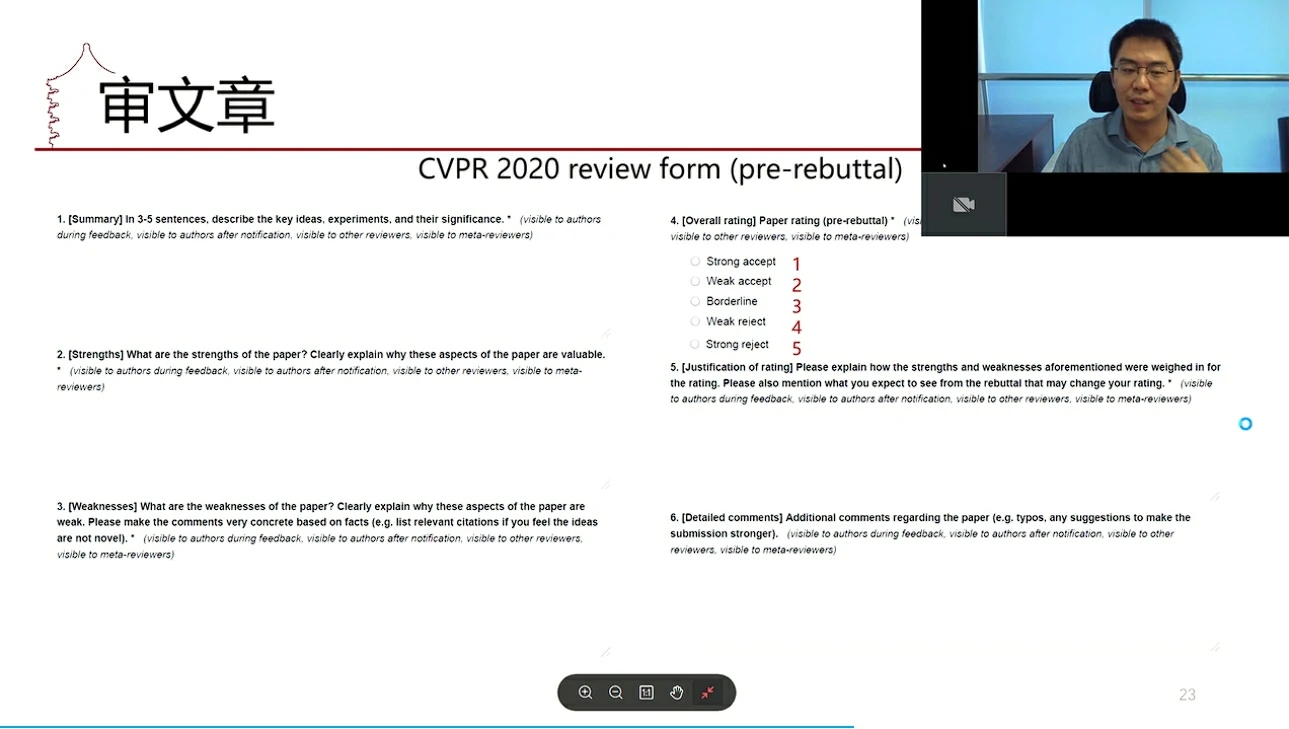 审文章
CVPR 2020 review form (pre-rebuttal)
1. [Summary] In 3-5 sentences, describe the key ideas, experiments, and their significance. * (visible to authors
during feedback, visible to authors after notification, visible to other reviewers, visible to meta-reviewers)
2. [Strengths] What are the strengths of the paper? Clearly explain why these aspects of the paper are valuable.
* (visible to authors during feedback, visible to authors after notification, visible to other reviewers, visible to meta-
reviewers)
3. [Weaknesses] What are the weaknesses of the paper? Clearly explain why these aspects of the paper are
weak. Please make the comments very concrete based on facts (e.g. list relevant citations if you feel the ideas
are not novel). * (visible to authors during feedback, visible to authors after notification, visible to other reviewers,
visible to meta-reviewers)
4. [Overall rating] Paper rating (pre-rebuttal) *
visible to other reviewers, visible to meta-reviewers)
Strong accept 1
Weak accept 2
Borderline 3
Weak reject 4
Strong reject 5
5. [Justification of rating] Please explain how the strengths and weaknesses aforementioned were weighed in for
the rating. Please also mention what you expect to see from the rebuttal that may change your rating. * (visible
to authors during feedback, visible to authors after notification, visible to other reviewers, visible to meta-reviewers)
6. [Detailed comments] Additional comments regarding the paper (e.g. typos, any suggestions to make the
submission stronger). (visible to authors during feedback, visible to authors after notification, visible to other
reviewers, visible to meta-reviewers)
1:1
23